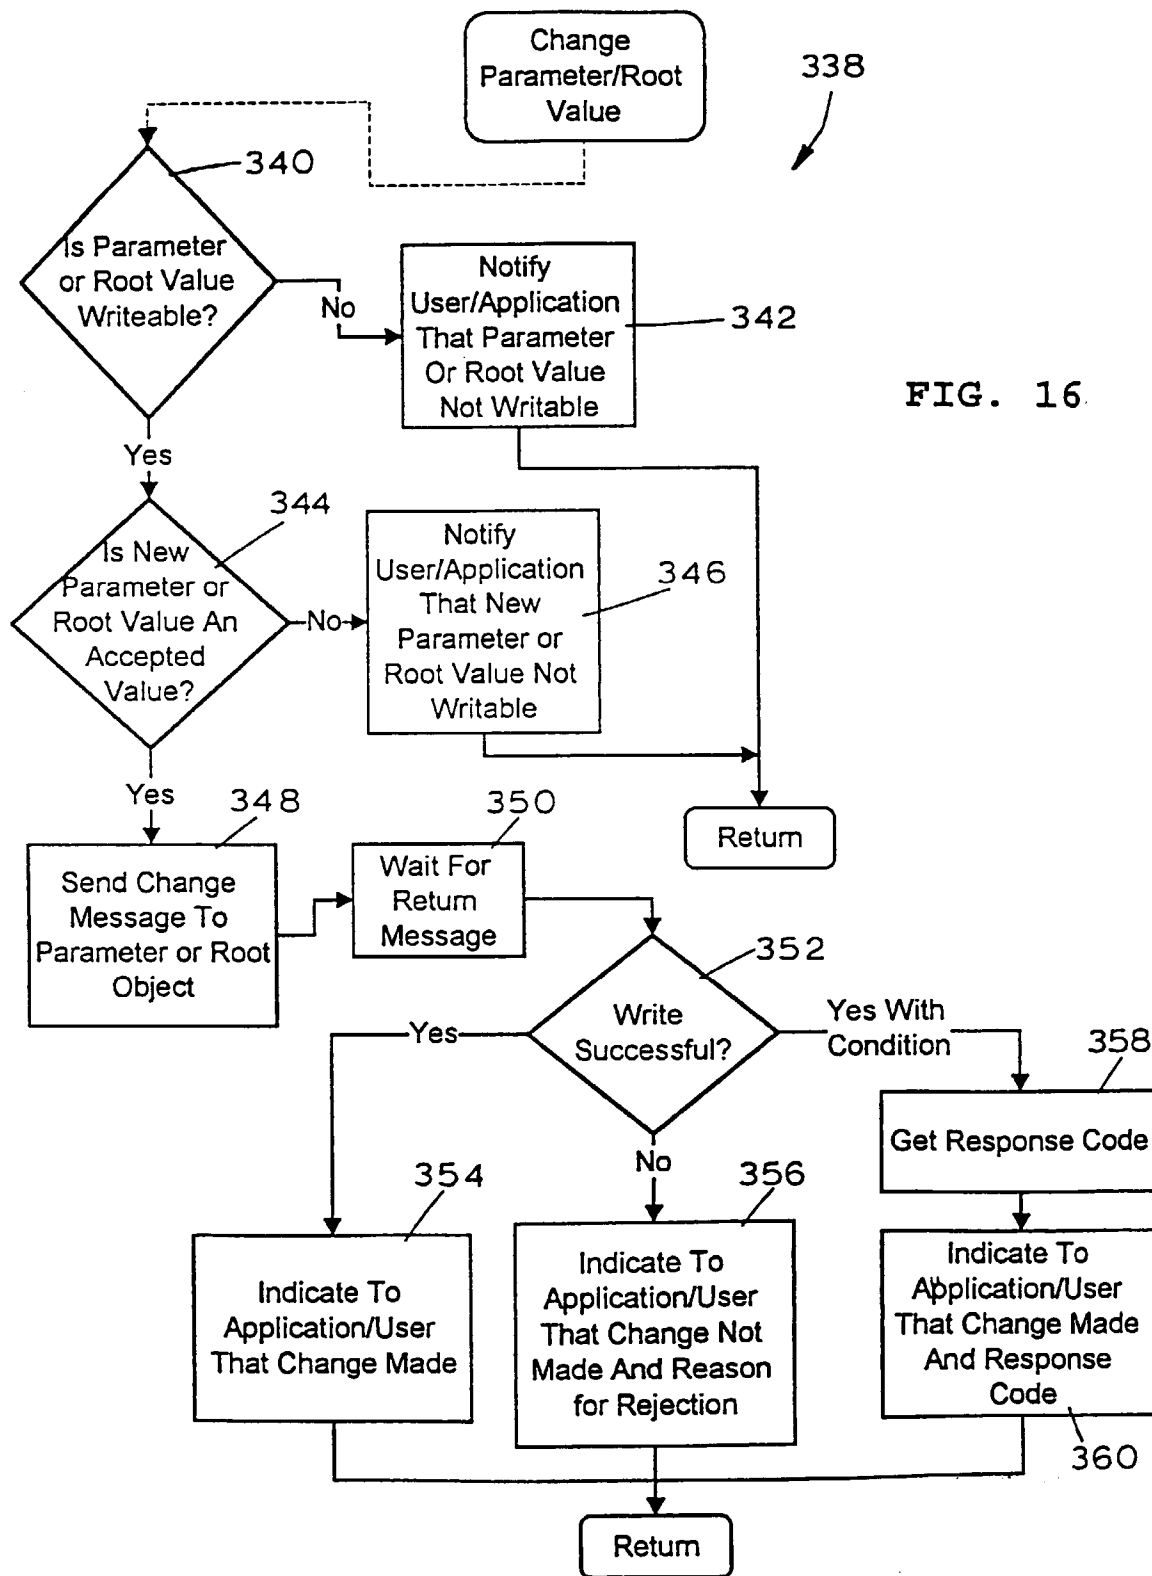 Change
Parameter/Root
Value
338
340
Is Parameter
or Root Value
Writeable?
No
Notify
User/Application
That Parameter
Or Root Value
Not Writable
342
FIG. 16
Yes
344
Is New
Parameter or
Root Value An
Accepted
Value?
No
Notify
User/Application
That New
Parameter or
Root Value Not
Writable
346
Yes
Return
348
Send Change
Message To
Parameter or Root
Object
350
Wait For
Return
Message
352
Write
Successful?
Yes
Yes With
Condition
No
358
Get Response Code
354
Indicate To
Application/User
That Change Made
356
Indicate To
Application/User
That Change Not
Made And Reason
for Rejection
Indicate To
Application/User
That Change Made
And Response
Code
360
Return